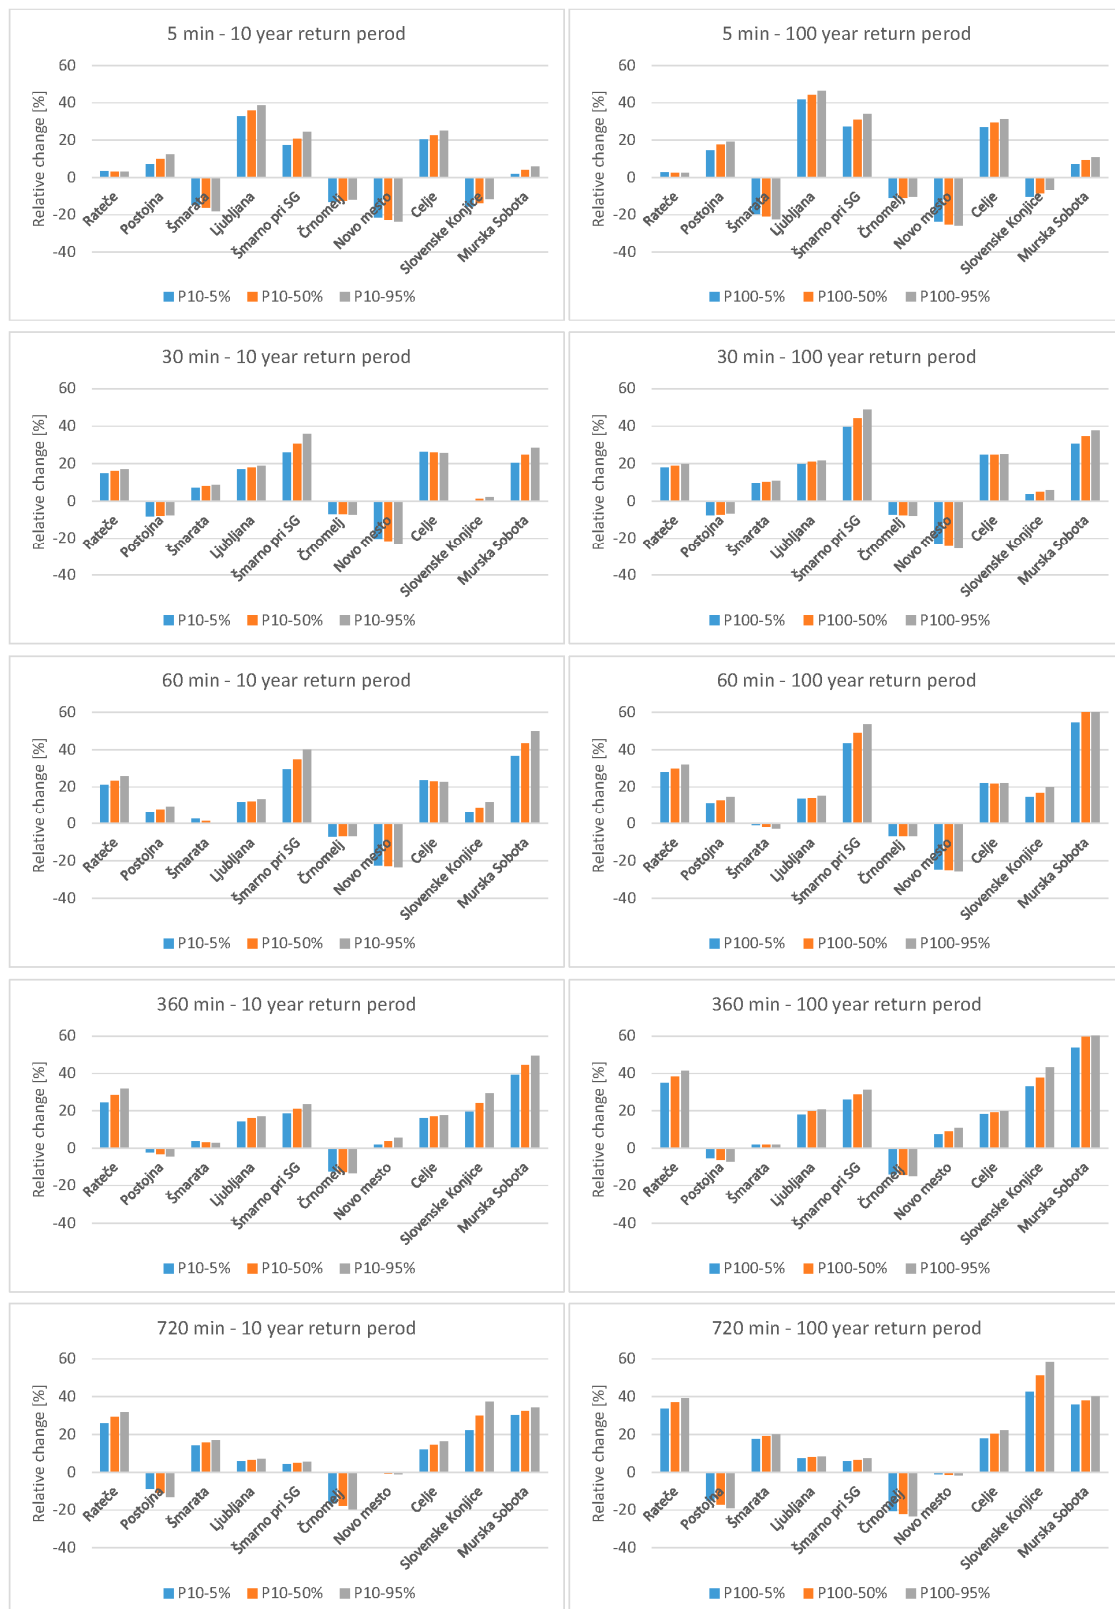 5 min - 10 year return perod
Relative change [%]
60
40
20
0
-20
-40
Rateče
Postojna
Šmarata
Ljubljana
Šmarno pri SG
Črnomelj
Novo mesto
Celje
Slovenske Konjice
Murska Sobota
P10-5% P10-50% P10-95%
5 min - 100 year return perod
Relative change [%]
60
40
20
0
-20
-40
Rateče
Postojna
Šmarata
Ljubljana
Šmarno pri SG
Črnomelj
Novo mesto
Celje
Slovenske Konjice
Murska Sobota
P100-5% P100-50% P100-95%
30 min - 10 year return perod
Relative change [%]
60
40
20
0
-20
-40
Rateče
Postojna
Šmarata
Ljubljana
Šmarno pri SG
Črnomelj
Novo mesto
Celje
Slovenske Konjice
Murska Sobota
P10-5% P10-50% P10-95%
30 min - 100 year return perod
Relative change [%]
60
40
20
0
-20
-40
Rateče
Postojna
Šmarata
Ljubljana
Šmarno pri SG
Črnomelj
Novo mesto
Celje
Slovenske Konjice
Murska Sobota
P100-5% P100-50% P100-95%
60 min - 10 year return perod
Relative change [%]
60
40
20
0
-20
-40
Rateče
Postojna
Šmarata
Ljubljana
Šmarno pri SG
Črnomelj
Novo mesto
Celje
Slovenske Konjice
Murska Sobota
P10-5% P10-50% P10-95%
60 min - 100 year return perod
Relative change [%]
60
40
20
0
-20
-40
Rateče
Postojna
Šmarata
Ljubljana
Šmarno pri SG
Črnomelj
Novo mesto
Celje
Slovenske Konjice
Murska Sobota
P100-5% P100-50% P100-95%
360 min - 10 year return perod
Relative change [%]
60
40
20
0
-20
-40
Rateče
Postojna
Šmarata
Ljubljana
Šmarno pri SG
Črnomelj
Novo mesto
Celje
Slovenske Konjice
Murska Sobota
P10-5% P10-50% P10-95%
360 min - 100 year return perod
Relative change [%]
60
40
20
0
-20
-40
Rateče
Postojna
Šmarata
Ljubljana
Šmarno pri SG
Črnomelj
Novo mesto
Celje
Slovenske Konjice
Murska Sobota
P100-5% P100-50% P100-95%
720 min - 10 year return perod
Relative change [%]
60
40
20
0
-20
-40
Rateče
Postojna
Šmarata
Ljubljana
Šmarno pri SG
Črnomelj
Novo mesto
Celje
Slovenske Konjice
Murska Sobota
P10-5% P10-50% P10-95%
720 min - 100 year return perod
Relative change [%]
60
40
20
0
-20
-40
Rateče
Postojna
Šmarata
Ljubljana
Šmarno pri SG
Črnomelj
Novo mesto
Celje
Slovenske Konjice
Murska Sobota
P100-5% P100-50% P100-95%